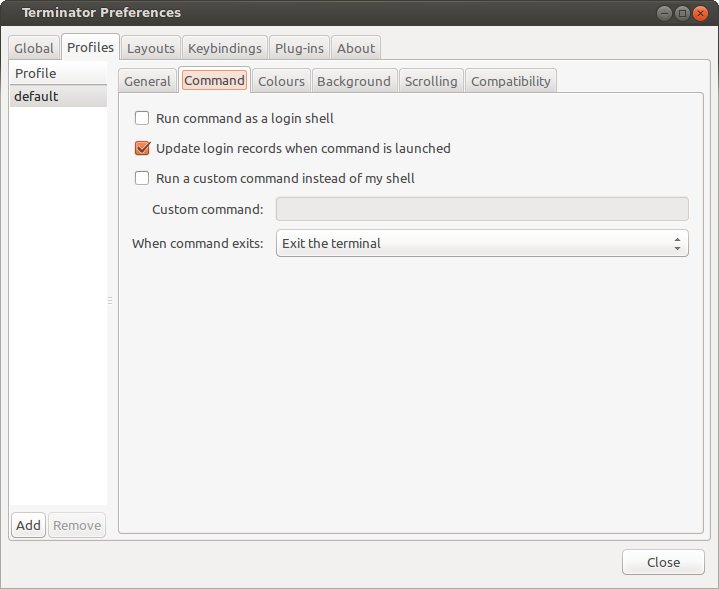 Terminator Preferences
Global Profiles Layouts Keybindings Plug-ins About
Profile
default
General Command Colours Background Scrolling Compatibility
Run command as a login shell
Update login records when command is launched
Run a custom command instead of my shell
Custom command:
When command exits: Exit the terminal
Add Remove
Close